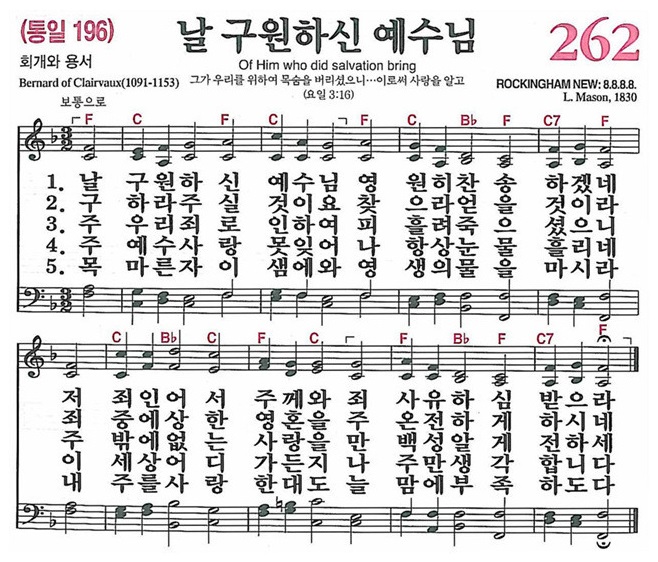 (통일 196) 날 구원하신 예수님 262
회개와 용서 Of Him who did salvation bring
Bernard of Clairvaux(1091-1153) 그가 우리를 위하여 목숨을 버리셨으니…이로써 사랑을 알고 ROCKINGHAM NEW: 8.8.8.8.
보통으로 (요일 3:16) L. Mason, 1830
F C F C F C B♭ F C7 F
1. 날 구원하신 예수님 영원히 찬송하겠네
2. 구하라 주실 것이요 찾으라 얻을 것이라
3. 주 우리 죄로 인하여 피 흘려 죽으셨으니
4. 주 예수 사랑 못 잊어 나 항상 눈물 흘리네
5. 목마른 자 이 샘에 와 영생의 물을 마시라
C B♭ C F C F B♭ F C7 F
저 죄인 어서 주께 와 죄 사유하심 받으라
죄 중에 상한 영혼을 주 온전하게 하시네
주 밖에 없는 사랑을 만백성 알게 전하세
이 세상 어디 가든지 나 주만 생각합니다
내 주를 사랑한대도 늘 맘에 부족하도다